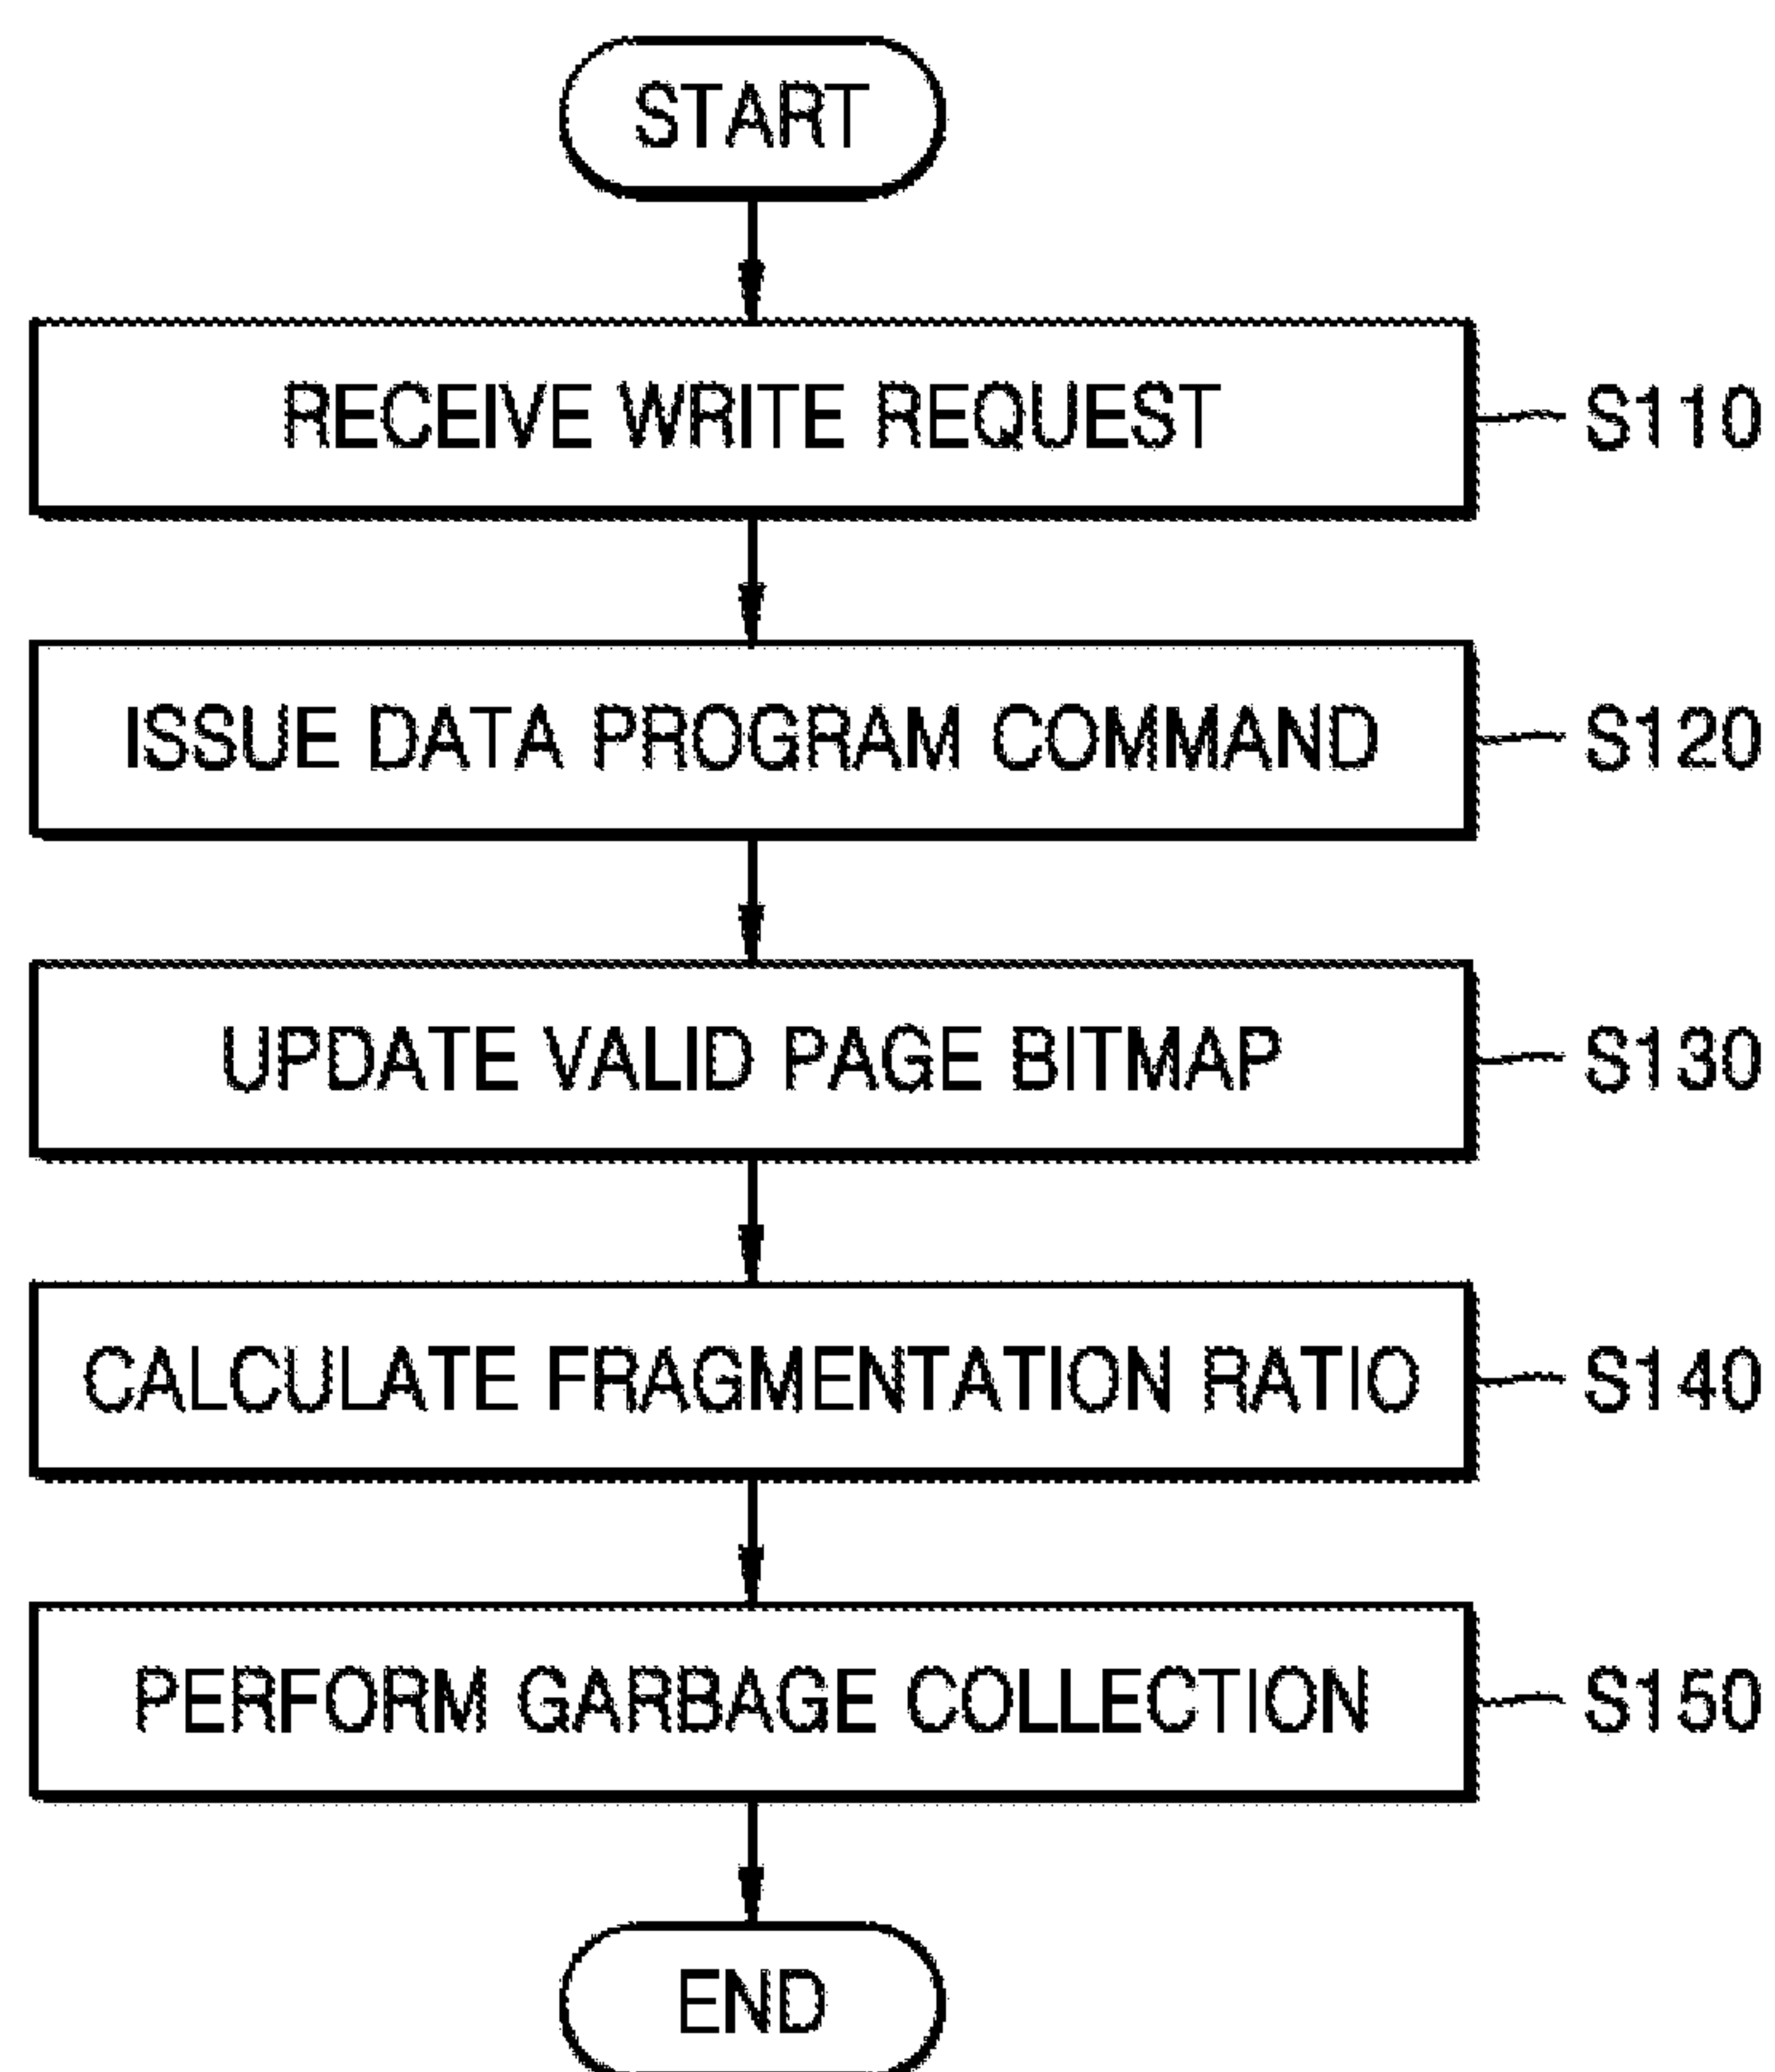 START
RECEIVE WRITE REQUEST S110
ISSUE DATA PROGRAM COMMAND S120
UPDATE VALID PAGE BITMAP S130
CALCULATE FRAGMENTATION RATIO S140
PERFORM GARBAGE COLLECTION S150
END